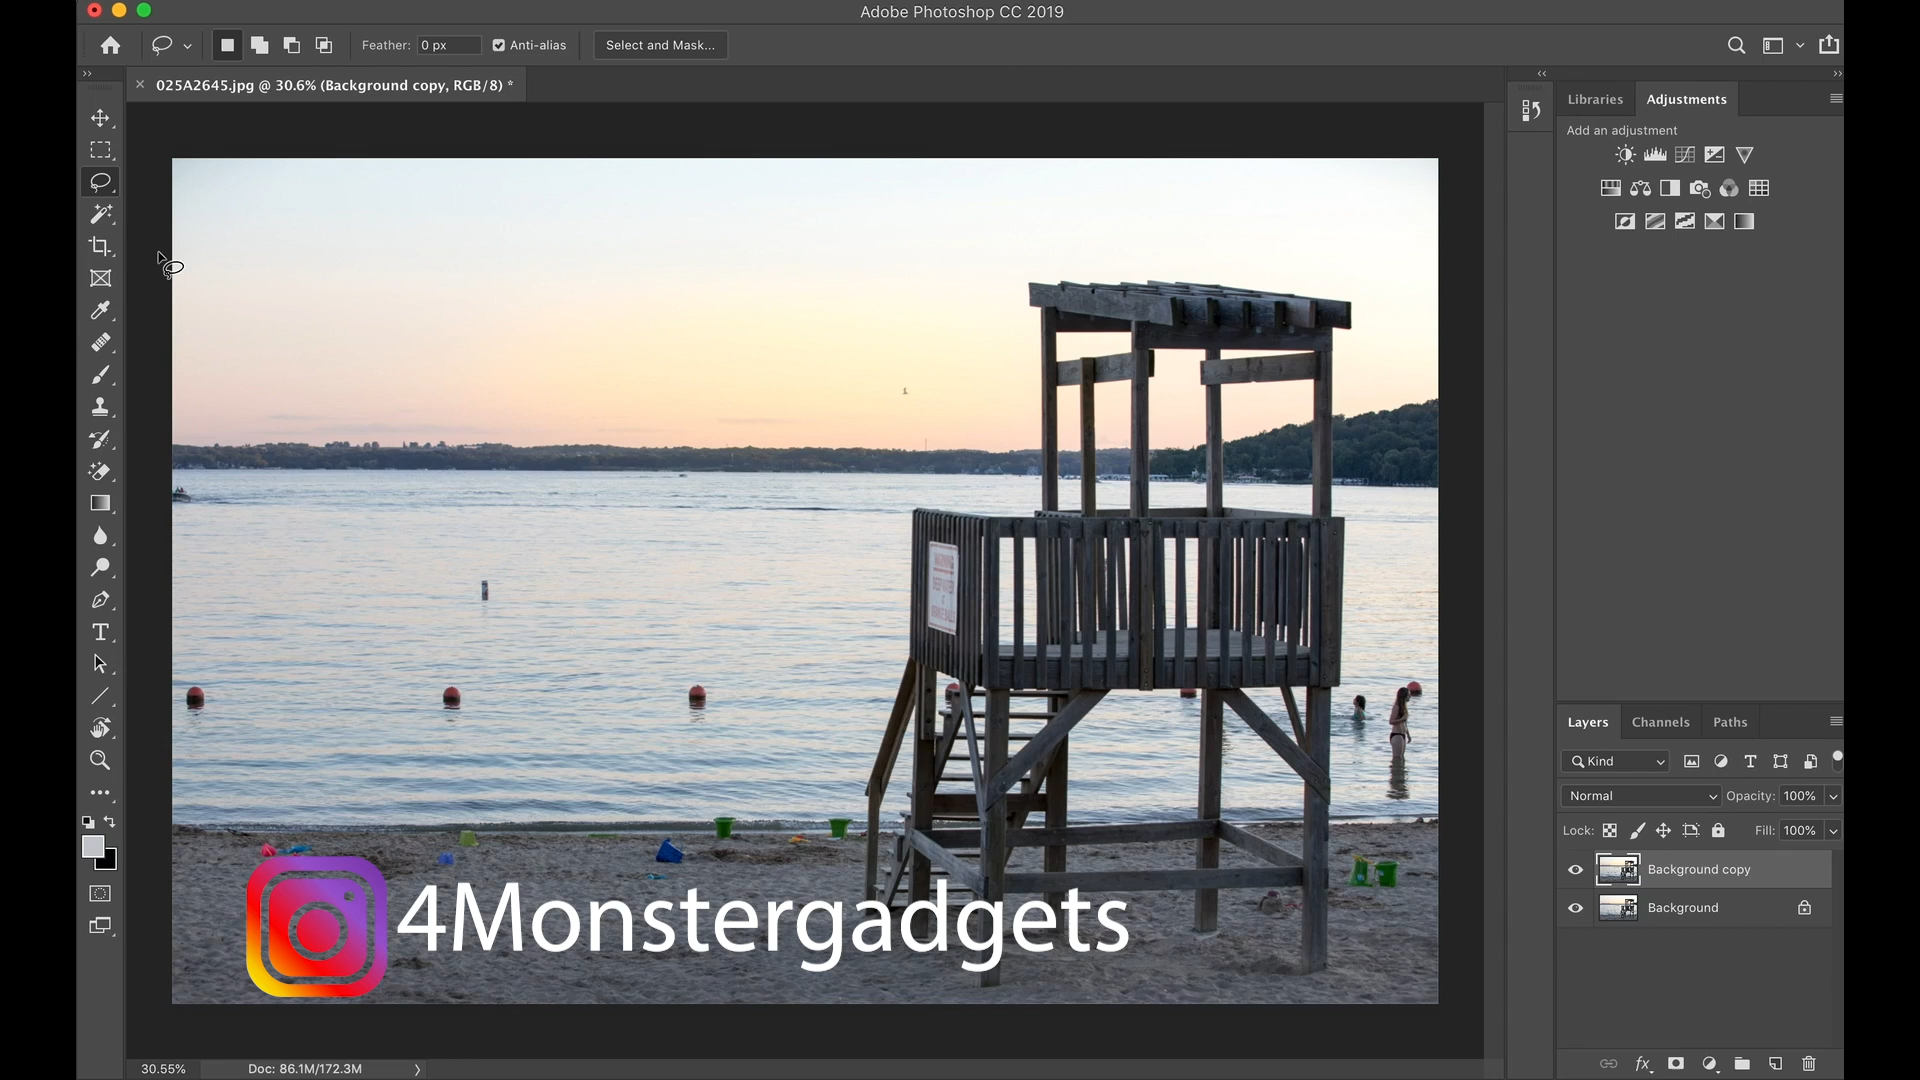 Adobe Photoshop CC 2019
Feather: 0 px Anti-alias Select and Mask...
025A2645.jpg @ 30.6% (Background copy, RGB/8) *
Libraries Adjustments
Add an adjustment
WARNING
4Monstergadgets
Layers Channels Paths
Kind
Normal Opacity: 100%
Lock: Fill: 100%
Background copy
Background
30.55% Doc: 86.1M/172.3M